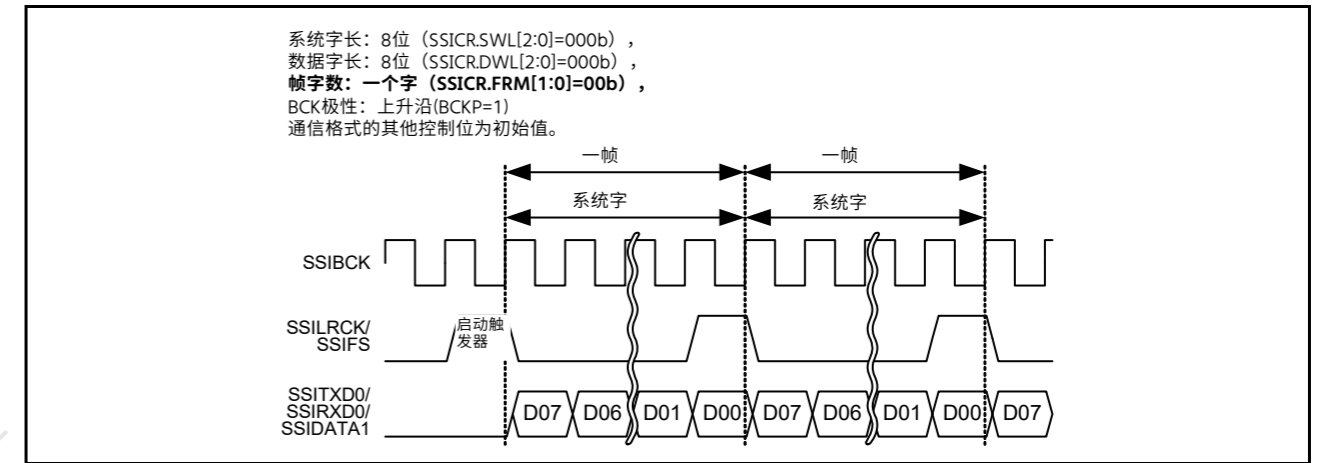 系统字长：8位（SSICR.SWL[2:0]=000b），
数据字长：8位（SSICR.DWL[2:0]=000b），
帧字数：一个字（SSICR.FRM[1:0]=00b），
BCK极性：上升沿(BCKP=1)
通信格式的其他控制位为初始值。
一帧 一帧
系统字 系统字
SSIBCK
SSILRCK/
SSIFS
启动触
发器
SSITXD0/
SSIRXD0/
SSIDATA1
D07 D06 D01 D00 D07 D06 D01 D00 D07